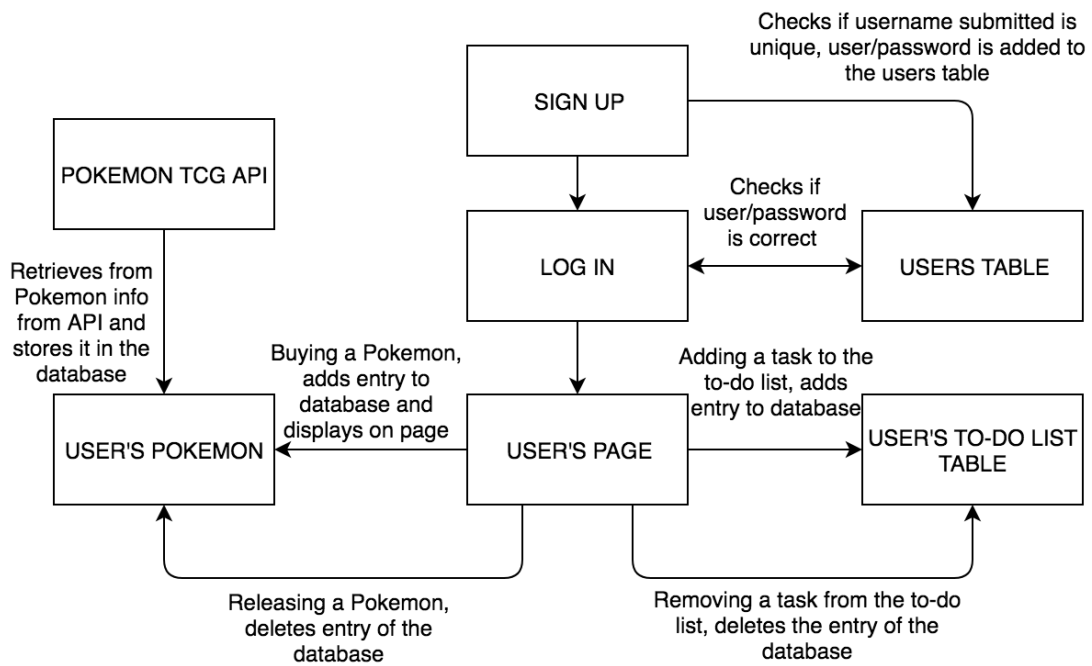 Checks if username submitted is
unique, user/password is added to
the users table
SIGN UP
POKEMON TCG API
Checks if
user/password
is correct
LOG IN
USERS TABLE
Retrieves from
Pokemon info
from API and
stores it in the
database
Buying a Pokemon,
adds entry to
database and
displays on page
Adding a task to the
to-do list, adds
entry to database
USER'S POKEMON
USER'S PAGE
USER'S TO-DO LIST
TABLE
Releasing a Pokemon,
deletes entry of the
database
Removing a task from the to-do
list, deletes the entry of the
database